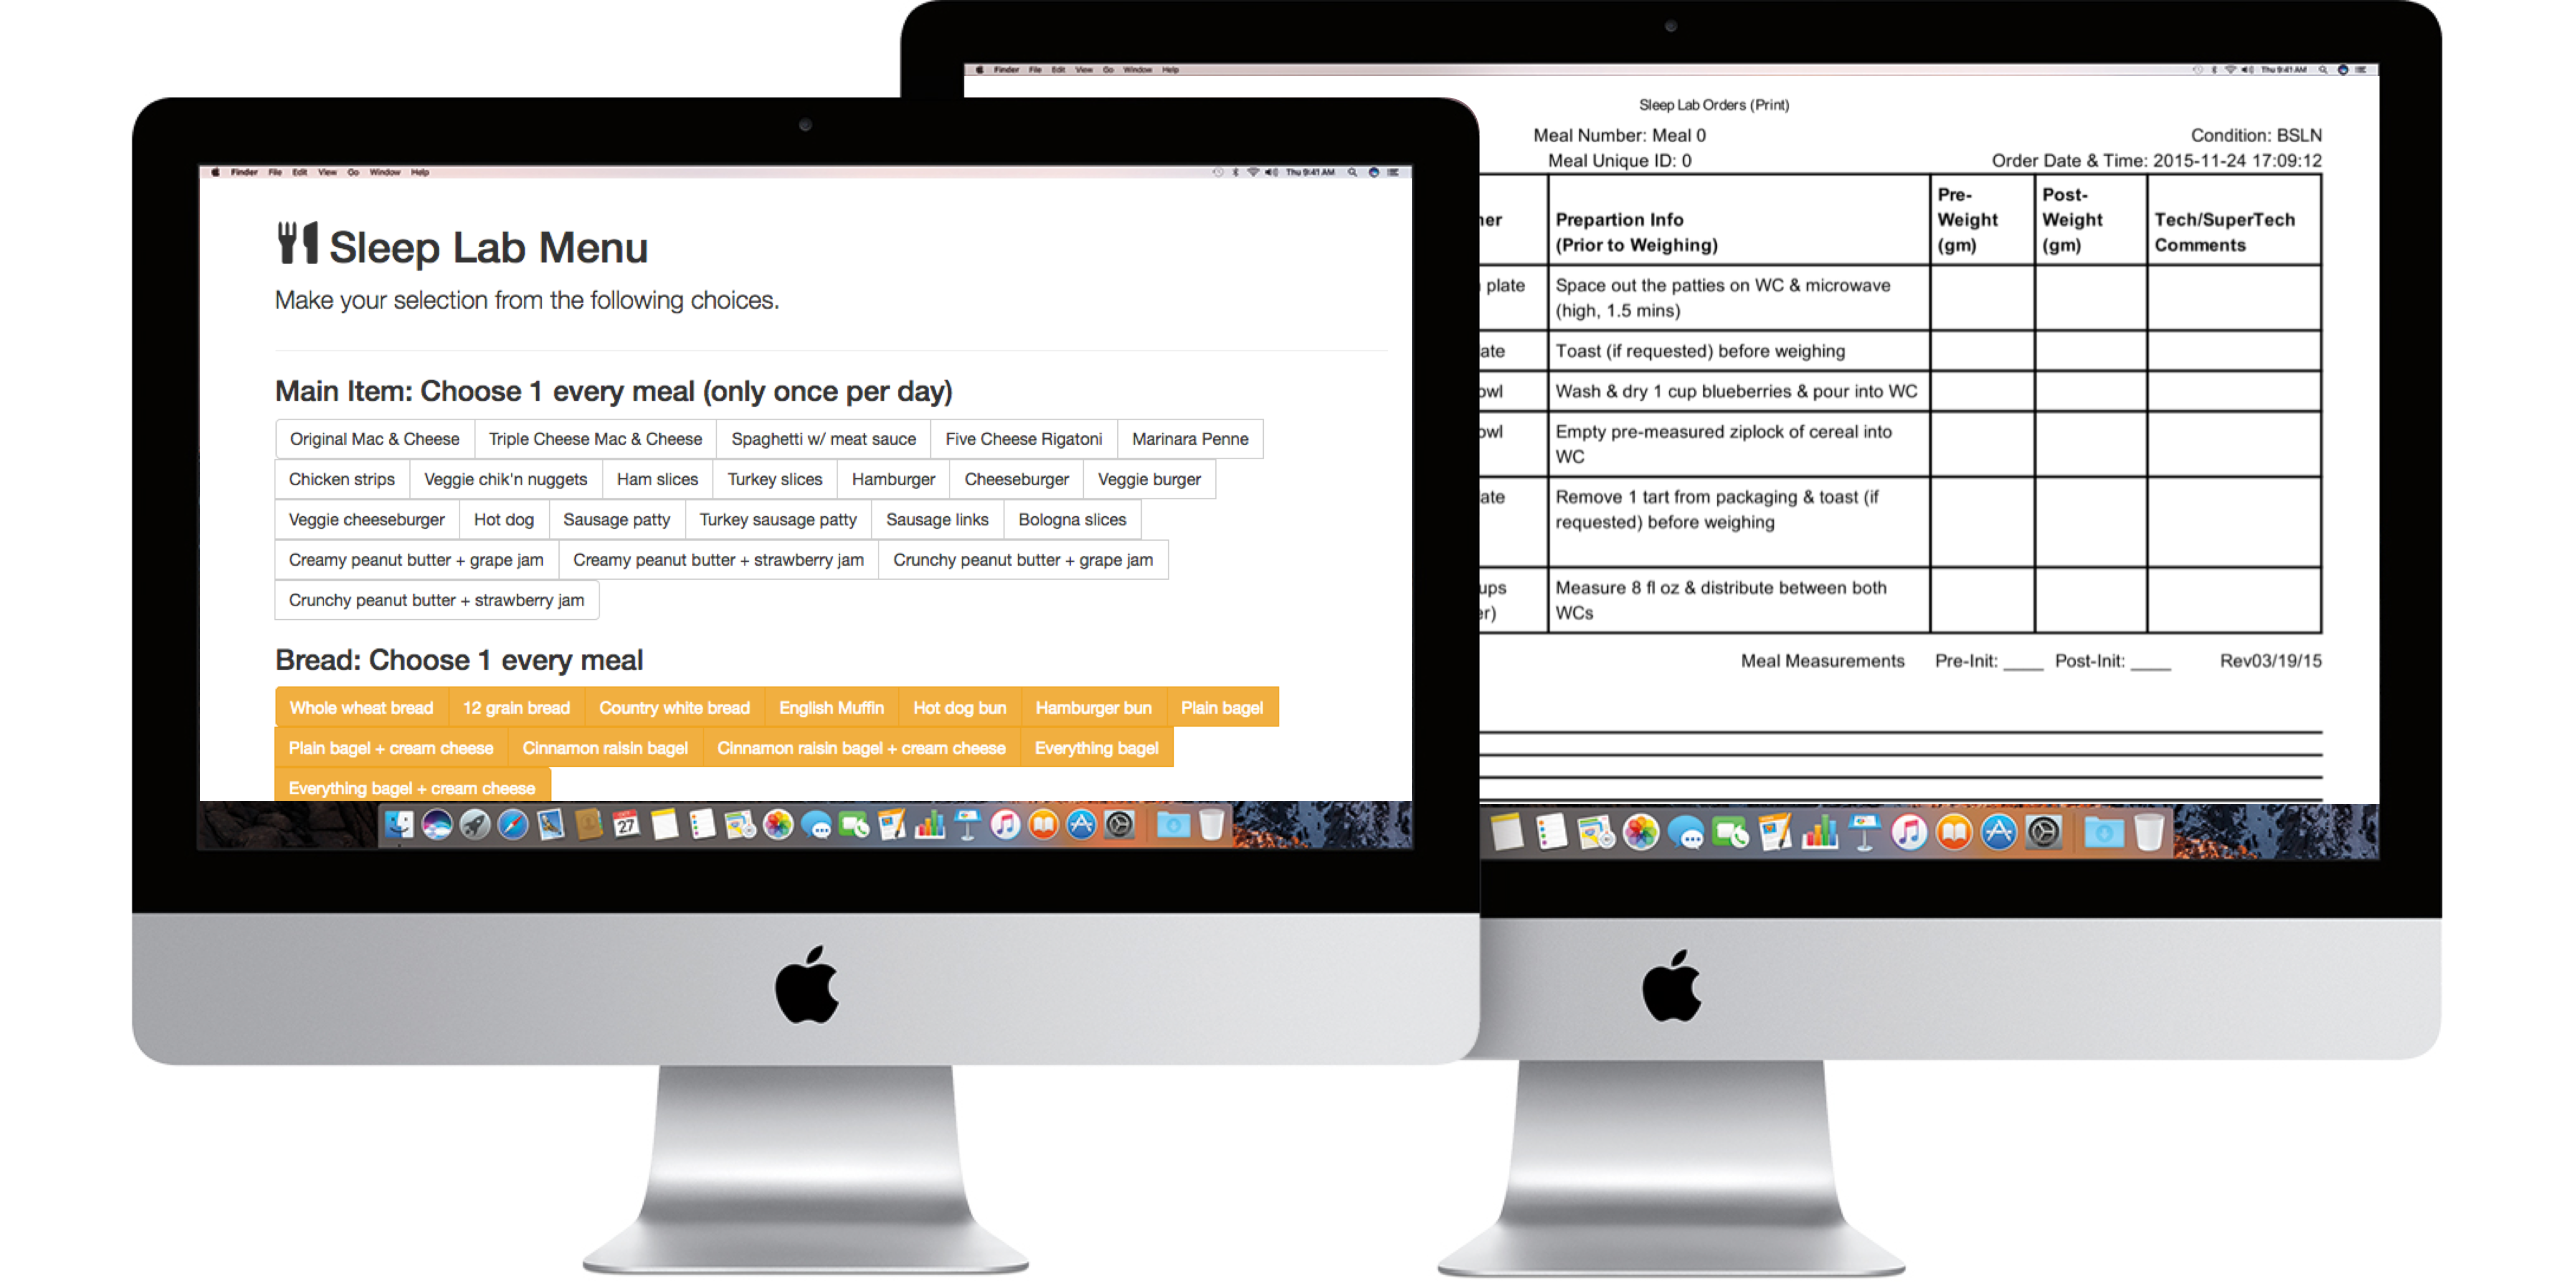 Finder File Edit View Go Window Help Thu 9:41 AM
Sleep Lab Menu
Make your selection from the following choices.
Main Item: Choose 1 every meal (only once per day)
Original Mac & Cheese Triple Cheese Mac & Cheese Spaghetti w/ meat sauce Five Cheese Rigatoni Marinara Penne
Chicken strips Veggie chik'n nuggets Ham slices Turkey slices Hamburger Cheeseburger Veggie burger
Veggie cheeseburger Hot dog Sausage patty Turkey sausage patty Sausage links Bologna slices
Creamy peanut butter + grape jam Creamy peanut butter + strawberry jam Crunchy peanut butter + grape jam
Crunchy peanut butter + strawberry jam
Bread: Choose 1 every meal
Whole wheat bread 12 grain bread Country white bread English Muffin Hot dog bun Hamburger bun Plain bagel
Plain bagel + cream cheese Cinnamon raisin bagel Cinnamon raisin bagel + cream cheese Everything bagel
Everything bagel + cream cheese
27
Finder File Edit View Go Window Help Thu 9:41 AM
Sleep Lab Orders (Print)
Meal Number: Meal 0 Condition: BSLN
Meal Unique ID: 0 Order Date & Time: 2015-11-24 17:09:12
ner Prepartion Info (Prior to Weighing) Pre-Weight (gm) Post-Weight (gm) Tech/SuperTech Comments
plate Space out the patties on WC & microwave
(high, 1.5 mins)
ate Toast (if requested) before weighing
owl Wash & dry 1 cup blueberries & pour into WC
owl Empty pre-measured ziplock of cereal into
WC
ate Remove 1 tart from packaging & toast (if
requested) before weighing
ups Measure 8 fl oz & distribute between both
er) WCs
Meal Measurements Pre-Init: ____ Post-Init: ____ Rev03/19/15